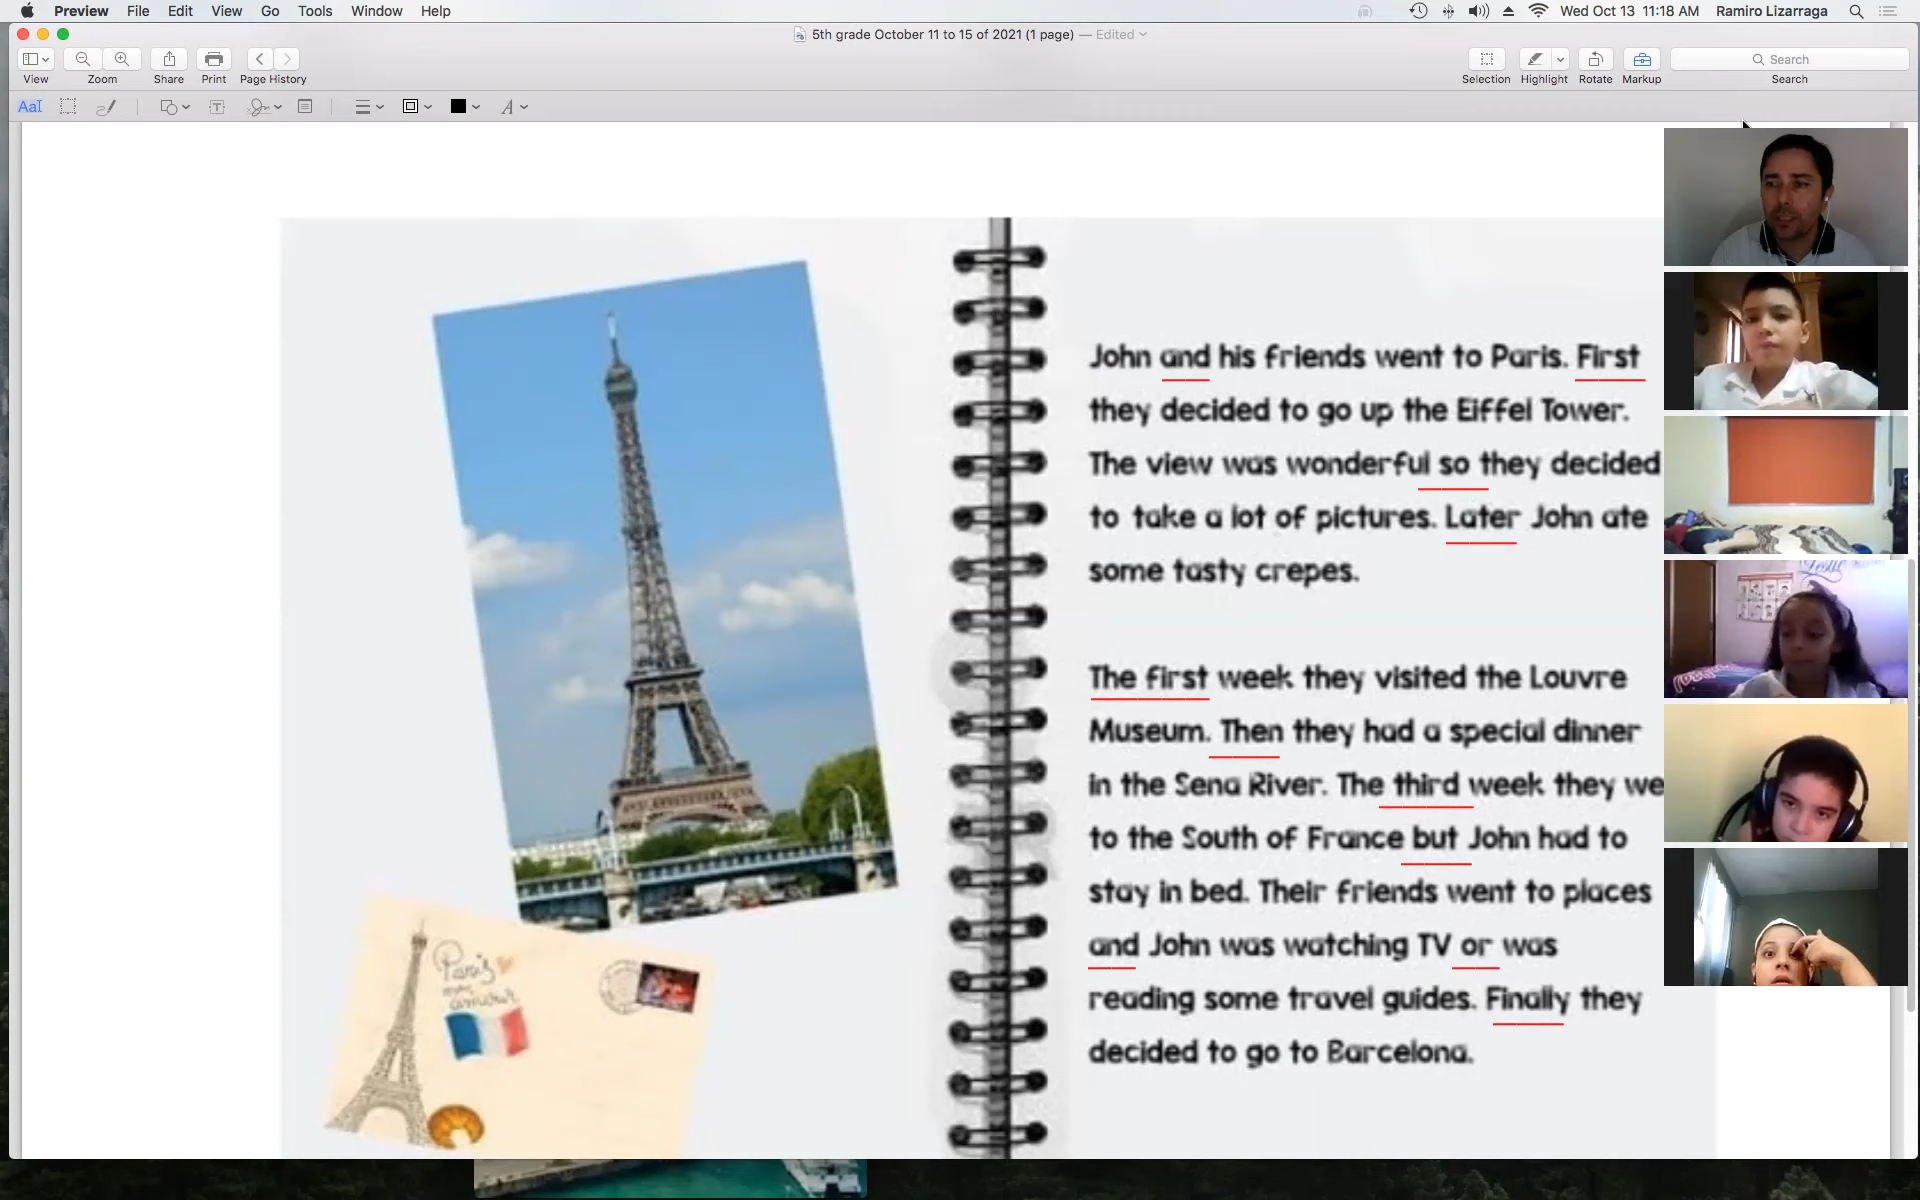 Preview File Edit View Go Tools Window Help
Wed Oct 13 11:18 AM Ramiro Lizarraga
5th grade October 11 to 15 of 2021 (1 page) — Edited
View Zoom Share Print Page History
Selection Highlight Rotate Markup Search
Search
AaI T A
John and his friends went to Paris. First
they decided to go up the Eiffel Tower.
The view was wonderful so they decided
to take a lot of pictures. Later John ate
some tasty crepes.
The first week they visited the Louvre
Museum. Then they had a special dinner
in the Sena River. The third week they we
to the South of France but John had to
stay in bed. Their friends went to places
and John was watching TV or was
reading some travel guides. Finally they
decided to go to Barcelona.
Paris
amour
Leslie